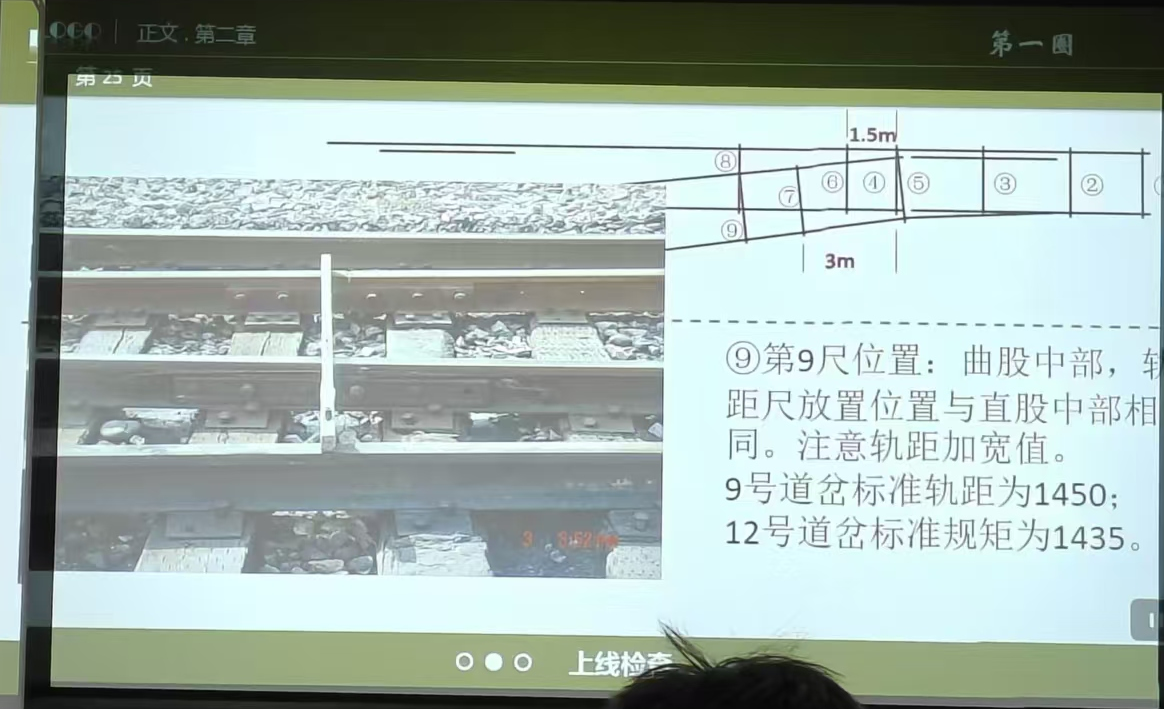 LOGO
正文.第二章
第一圈
第 25 页
1.5m
⑧
⑦
⑥
④
⑤
③
②
⑨
3m
⑨第9尺位置：曲股中部，轨
距尺放置位置与直股中部相
同。注意轨距加宽值。
9号道岔标准轨距为1450；
12号道岔标准规矩为1435。
上线检查